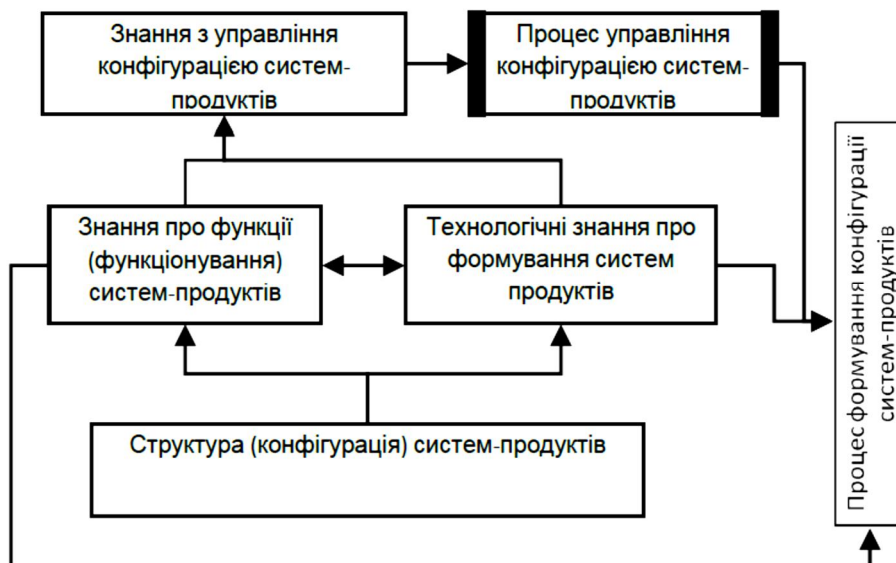 Знання з управління
конфігурацією систем-
продуктів
Процес управління
конфігурацією систем-
продуктів
Знання про функції
(функціонування)
систем-продуктів
Технологічні знання про
формування систем
продуктів
Процес формування конфігурації
систем-продуктів
Структура (конфігурація) систем-продуктів